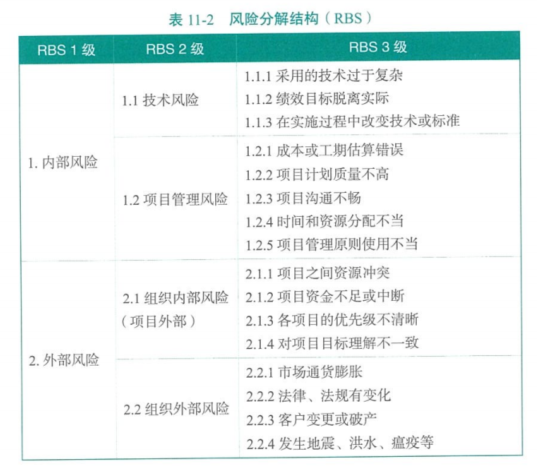 表 11-2 风险分解结构（RBS）
RBS 1 级
RBS 2 级
RBS 3 级
1. 内部风险
1.1 技术风险
1.1.1 采用的技术过于复杂
1.1.2 绩效目标脱离实际
1.1.3 在实施过程中改变技术或标准
1.2 项目管理风险
1.2.1 成本或工期估算错误
1.2.2 项目计划质量不高
1.2.3 项目沟通不畅
1.2.4 时间和资源分配不当
1.2.5 项目管理原则使用不当
2. 外部风险
2.1 组织内部风险
（项目外部）
2.1.1 项目之间资源冲突
2.1.2 项目资金不足或中断
2.1.3 各项目的优先级不清晰
2.1.4 对项目目标理解不一致
2.2 组织外部风险
2.2.1 市场通货膨胀
2.2.2 法律、法规有变化
2.2.3 客户变更或破产
2.2.4 发生地震、洪水、瘟疫等